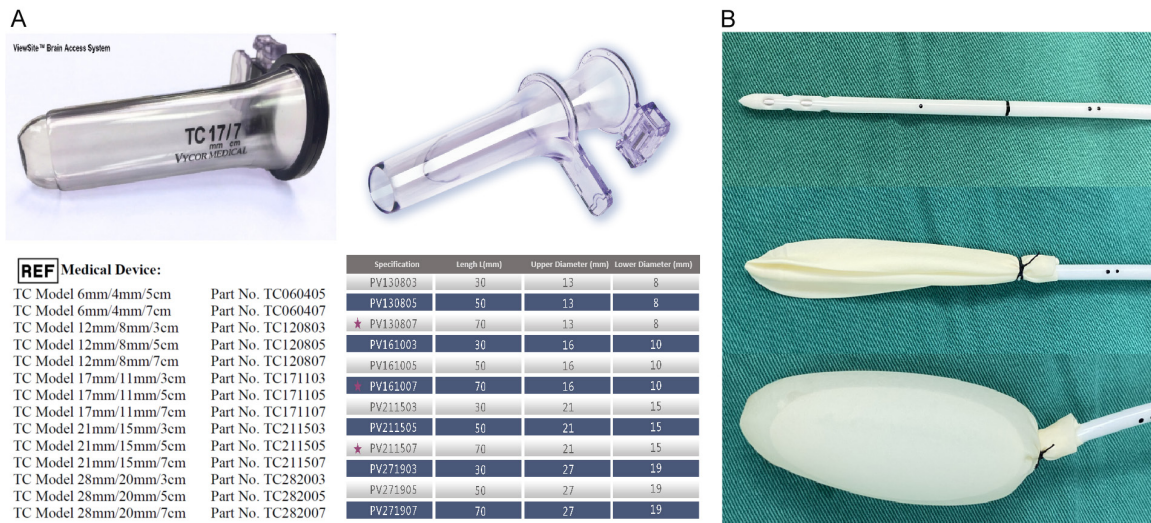 A
B
ViewSite™ Brain Access System
TC 17/7
mm cm
VYCOR MEDICAL
REF Medical Device:
TC Model 6mm/4mm/5cm Part No. TC060405
TC Model 6mm/4mm/7cm Part No. TC060407
TC Model 12mm/8mm/3cm Part No. TC120803
TC Model 12mm/8mm/5cm Part No. TC120805
TC Model 12mm/8mm/7cm Part No. TC120807
TC Model 17mm/11mm/3cm Part No. TC171103
TC Model 17mm/11mm/5cm Part No. TC171105
TC Model 17mm/11mm/7cm Part No. TC171107
TC Model 21mm/15mm/3cm Part No. TC211503
TC Model 21mm/15mm/5cm Part No. TC211505
TC Model 21mm/15mm/7cm Part No. TC211507
TC Model 28mm/20mm/3cm Part No. TC282003
TC Model 28mm/20mm/5cm Part No. TC282005
TC Model 28mm/20mm/7cm Part No. TC282007
Specification Lengh L(mm) Upper Diameter (mm) Lower Diameter (mm)
PV130803 30 13 8
PV130805 50 13 8
★ PV130807 70 13 8
PV161003 30 16 10
PV161005 50 16 10
★ PV161007 70 16 10
PV211503 30 21 15
PV211505 50 21 15
★ PV211507 70 21 15
PV271903 30 27 19
PV271905 50 27 19
PV271907 70 27 19